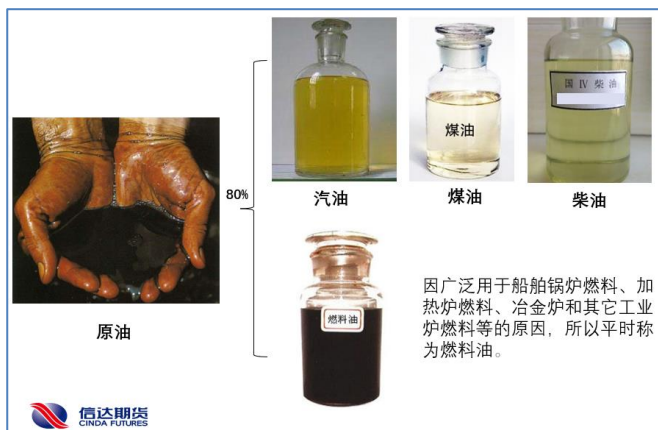 煤油
国 IV 柴油
汽油
煤油
柴油
80%
原油
燃料油
因广泛用于船舶锅炉燃料、加
热炉燃料、冶金炉和其它工业
炉燃料等的原因，所以平时称
为燃料油。
信达期货
CINDA FUTURES